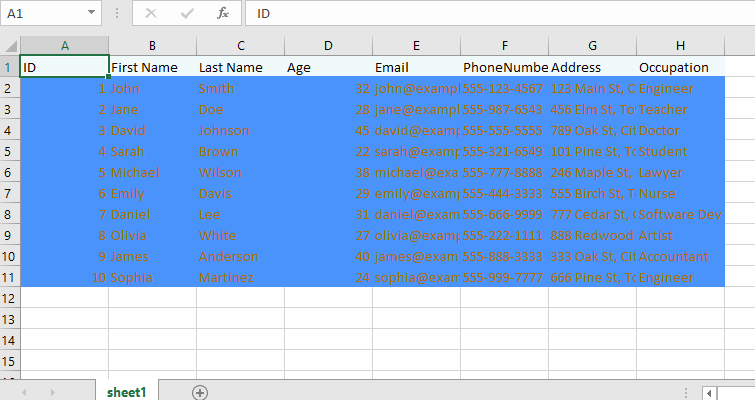 A1 fx ID
A B C D E F G H
1 ID First Name Last Name Age Email PhoneNumbe Address Occupation
2 1 John Smith 32 john@exampl 555-123-4567 123 Main St, C Engineer
3 2 Jane Doe 28 jane@examp 555-987-6543 456 Elm St, To Teacher
4 3 David Johnson 45 david@examp 555-555-5555 789 Oak St, Cit Doctor
5 4 Sarah Brown 22 sarah@examp 555-321-6549 101 Pine St, To Student
6 5 Michael Wilson 38 michael@exa 555-777-8888 246 Maple St, Lawyer
7 6 Emily Davis 29 emily@examp 555-444-3333 555 Birch St, T Nurse
8 7 Daniel Lee 31 daniel@exam 555-666-9999 777 Cedar St, C Software Dev
9 8 Olivia White 27 olivia@examp 555-222-1111 888 Redwood Artist
10 9 James Anderson 40 james@exam 555-888-3333 333 Oak St, Cit Accountant
11 10 Sophia Martinez 24 sophia@exam 555-999-7777 666 Pine St, To Engineer
12
13
14
15
sheet1